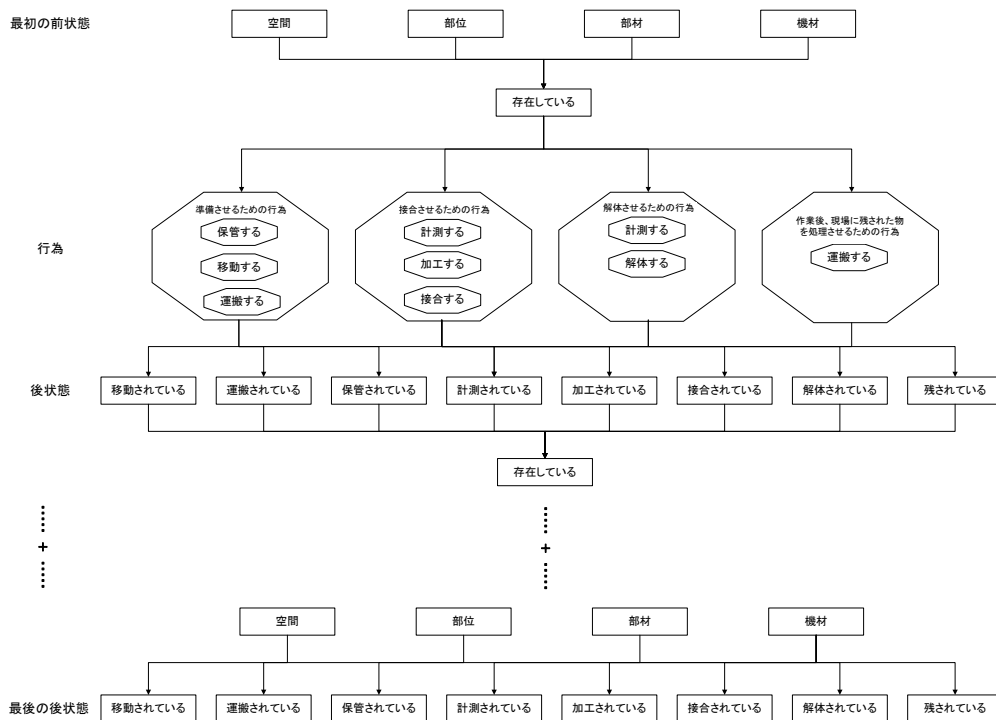 最初の前状態
空間
部位
部材
機材
存在している
行為
準備させるための行為
保管する
移動する
運搬する
接合させるための行為
計測する
加工する
接合する
解体させるための行為
計測する
解体する
作業後、現場に残された物
を処理させるための行為
運搬する
後状態
移動されている
運搬されている
保管されている
計測されている
加工されている
接合されている
解体されている
残されている
存在している
+
+
空間
部位
部材
機材
最後の後状態
移動されている
運搬されている
保管されている
計測されている
加工されている
接合されている
解体されている
残されている